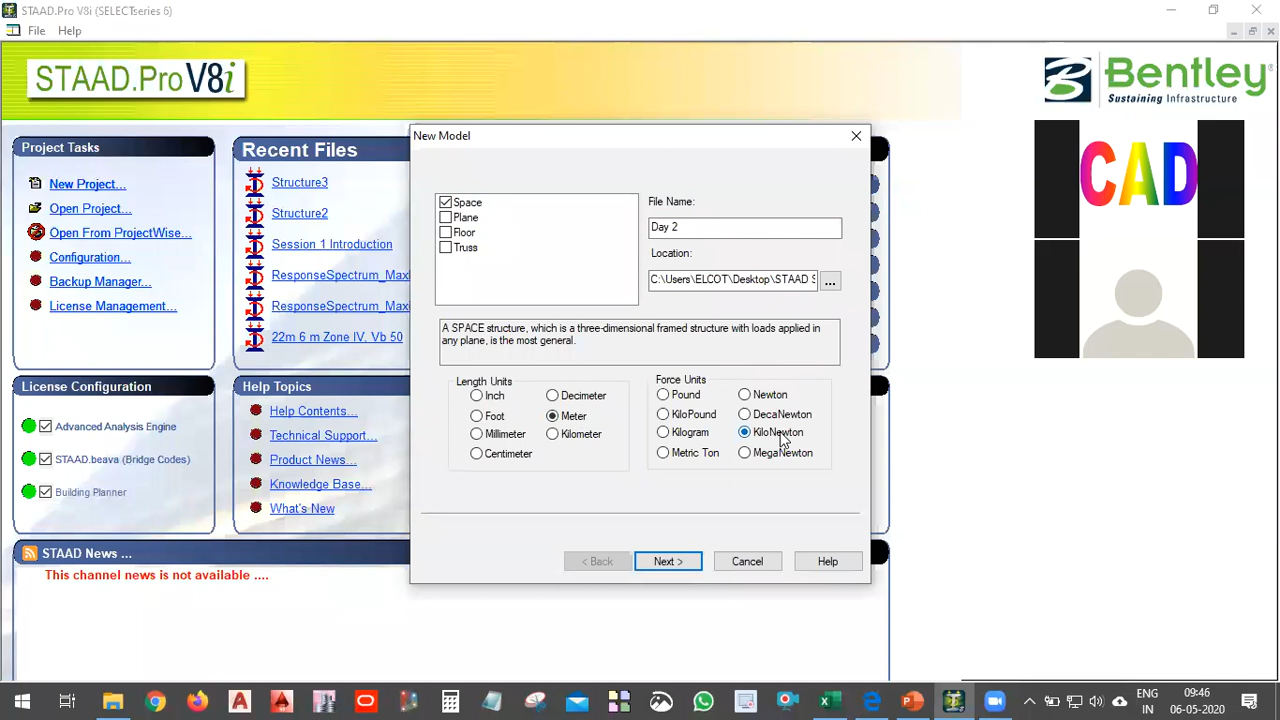 STAAD.Pro V8i (SELECTseries 6)
File Help
STAAD.Pro V8i
Bentley®
Sustaining Infrastructure
CAD
Project Tasks
New Project...
Open Project...
Open From ProjectWise...
Configuration...
Backup Manager...
License Management...
Recent Files
Structure3
Structure2
Session 1 Introduction
ResponseSpectrum_Max
ResponseSpectrum_Max
22m 6 m Zone IV, Vb 50
License Configuration
Advanced Analysis Engine
STAAD.beava (Bridge Codes)
Building Planner
Help Topics
Help Contents...
Technical Support...
Product News...
Knowledge Base...
What's New
STAAD News ...
This channel news is not available ....
New Model
Space
Plane
Floor
Truss
File Name:
Day 2
Location:
C:\Users\ELCOT\Desktop\STAAD S
...
A SPACE structure, which is a three-dimensional framed structure with loads applied in
any plane, is the most general.
Length Units
Inch Decimeter
Foot Meter
Millimeter Kilometer
Centimeter
Force Units
Pound Newton
KiloPound DecaNewton
Kilogram KiloNewton
Metric Ton MegaNewton
< Back Next > Cancel Help
ENG
IN
09:46
06-05-2020